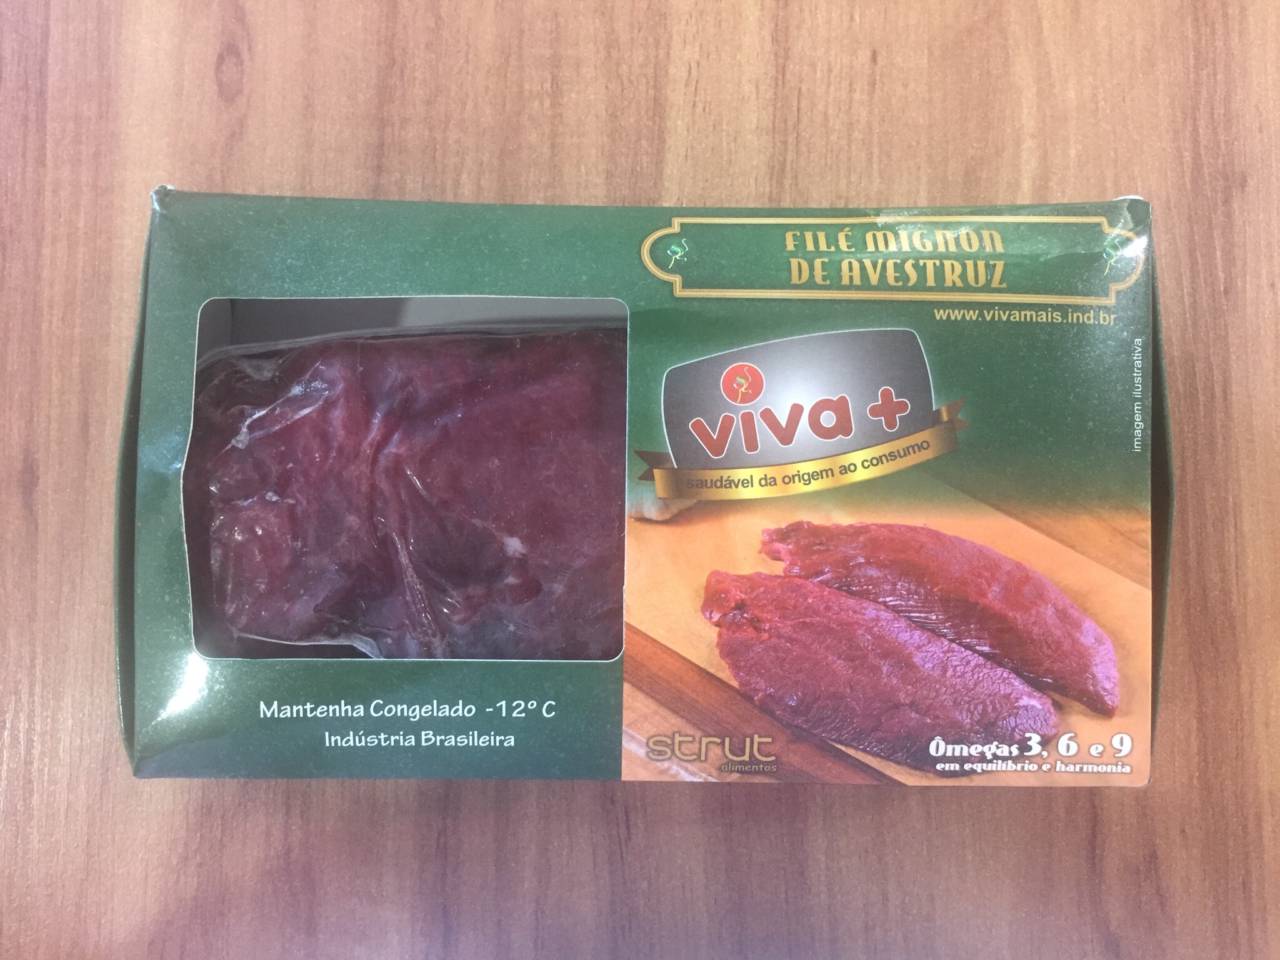 FILÉ MIGNON
DE AVESTRUZ
www.vivamais.ind.br
imagem ilustrativa
viva +
saudável da origem ao consumo
Mantenha Congelado -12° C
Indústria Brasileira
strut
alimentos
Ômegas 3, 6 e 9
em equilíbrio e harmonia